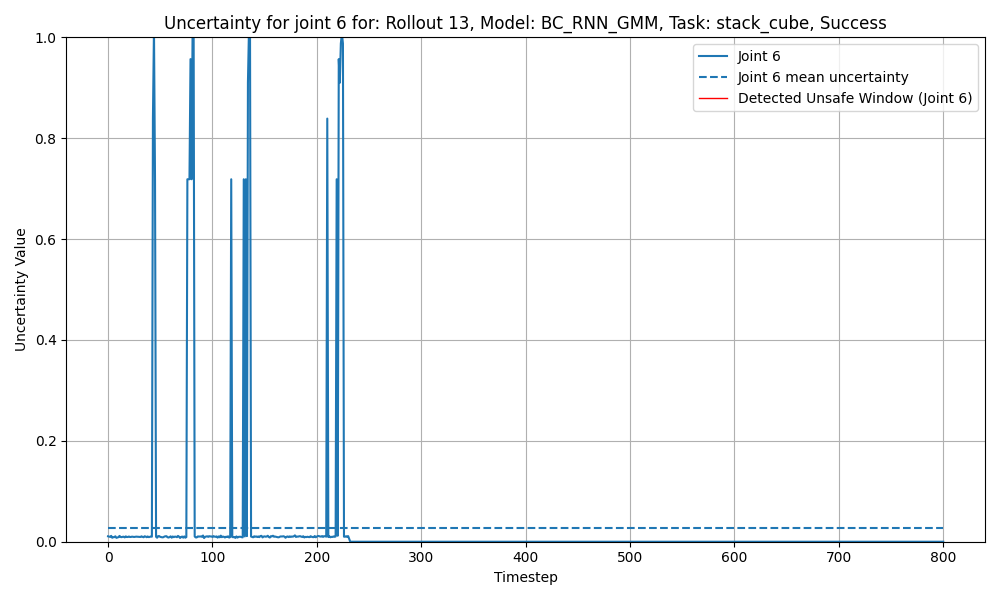 Uncertainty for joint 6 for: Rollout 13, Model: BC_RNN_GMM, Task: stack_cube, Success
Joint 6
Joint 6 mean uncertainty
Detected Unsafe Window (Joint 6)
Uncertainty Value
1.0
0.8
0.6
0.4
0.2
0.0
0 100 200 300 400 500 600 700 800
Timestep